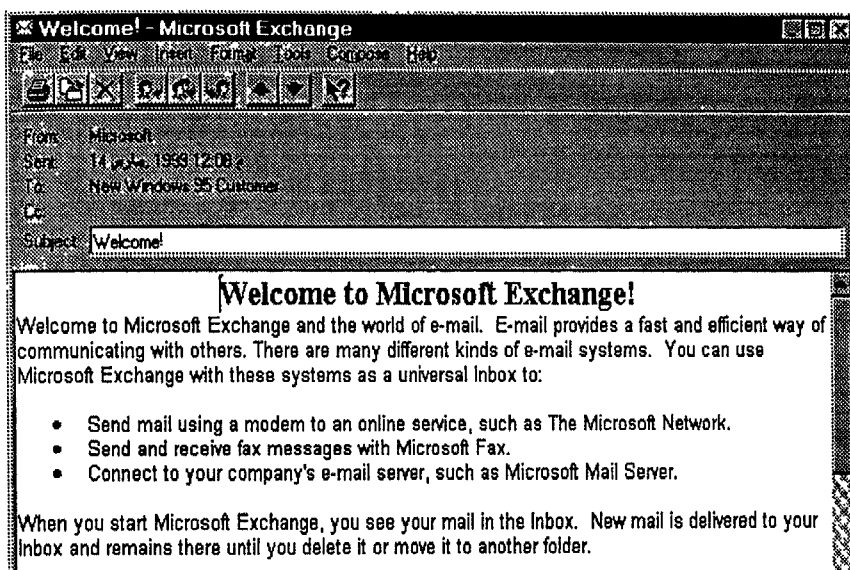 Welcome! - Microsoft Exchange
File Edit View Insert Format Tools Compose Help
From: Microsoft
Sent: 14 مارس 1999 12:08 م
To: New Windows 95 Customer
Cc:
Subject: Welcome!
Welcome to Microsoft Exchange!
Welcome to Microsoft Exchange and the world of e-mail. E-mail provides a fast and efficient way of
communicating with others. There are many different kinds of e-mail systems. You can use
Microsoft Exchange with these systems as a universal Inbox to:
• Send mail using a modem to an online service, such as The Microsoft Network.
• Send and receive fax messages with Microsoft Fax.
• Connect to your company's e-mail server, such as Microsoft Mail Server.
When you start Microsoft Exchange, you see your mail in the Inbox. New mail is delivered to your
Inbox and remains there until you delete it or move it to another folder.